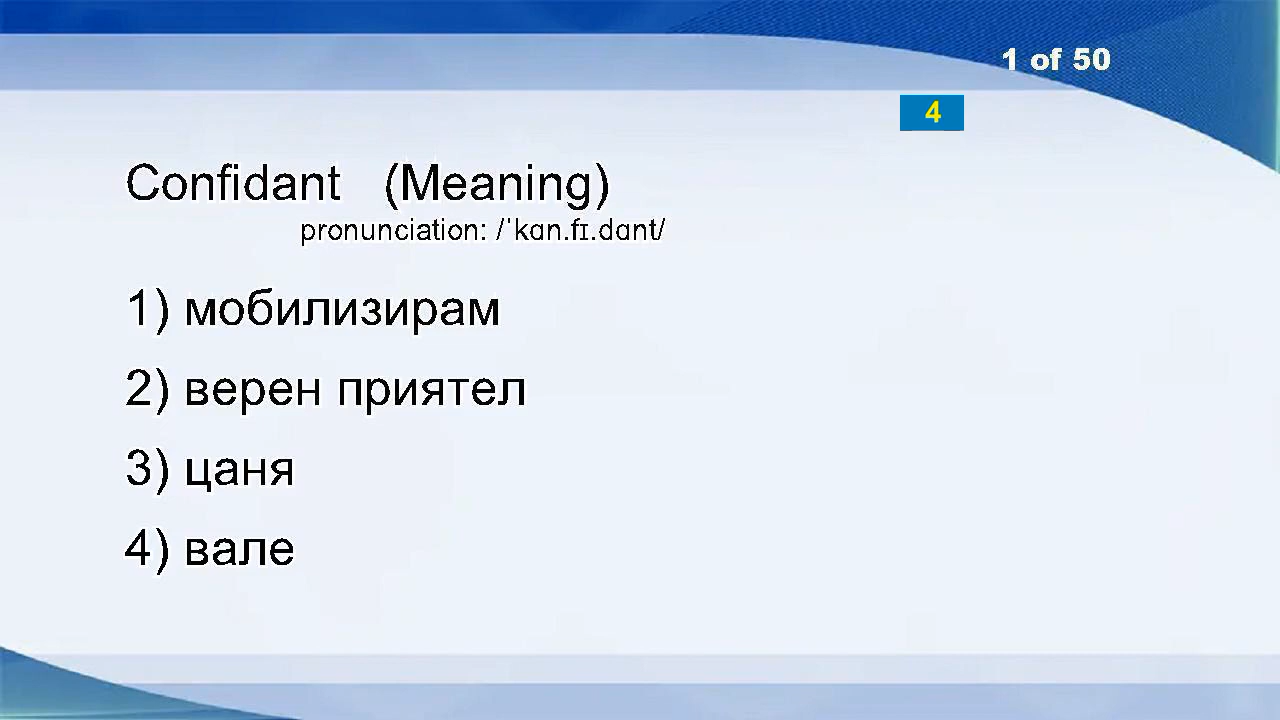 1 of 50
4
Confidant (Meaning)
pronunciation: /ˈkɑn.fɪ.dɑnt/
1) мобилизирам
2) верен приятел
3) цаня
4) вале